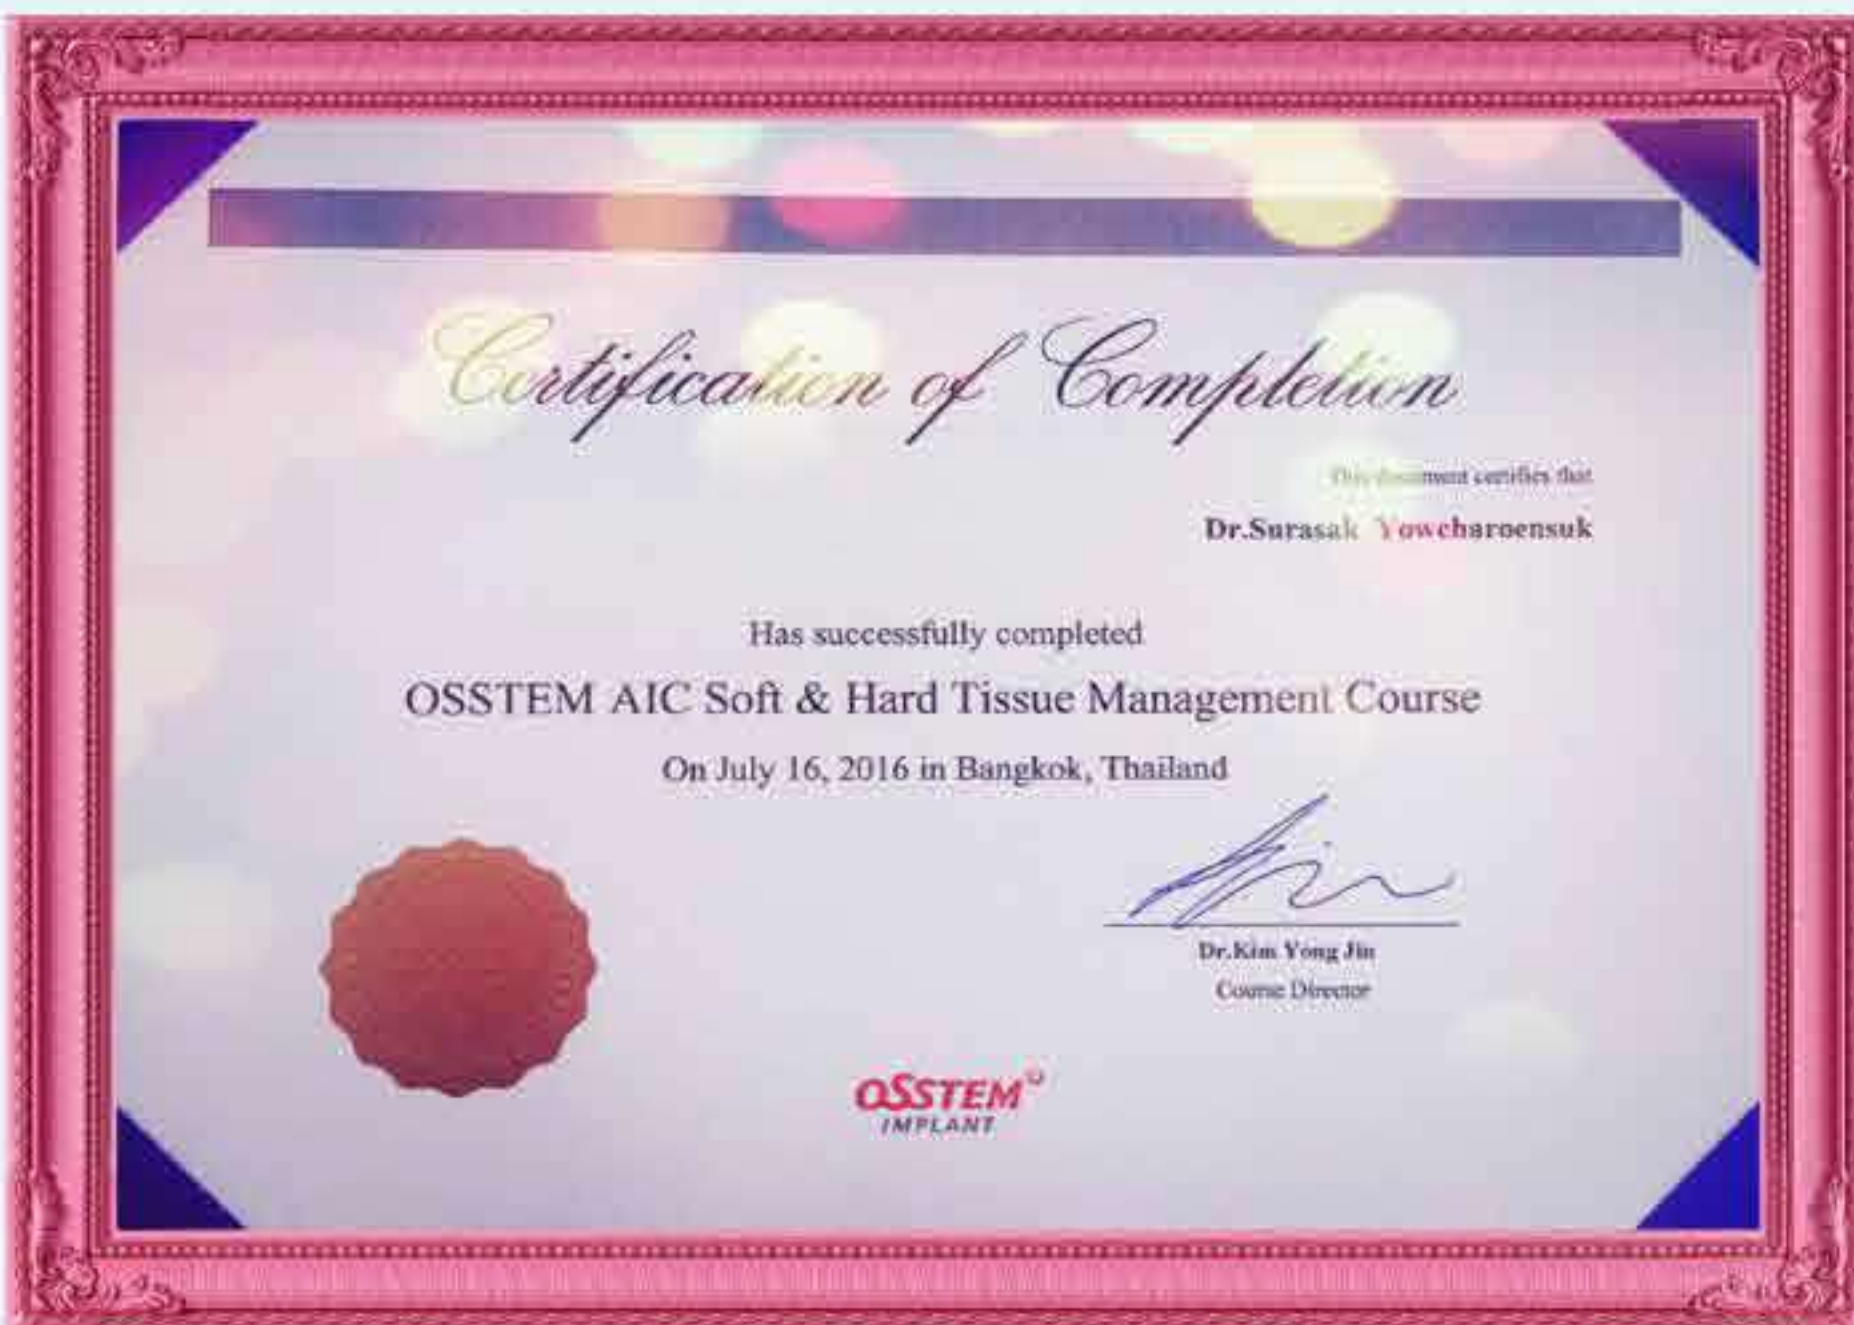 Certification of Completion
This document certifies that
Dr.Surasak Yowcharoensuk
Has successfully completed
OSSTEM AIC Soft & Hard Tissue Management Course
On July 16, 2016 in Bangkok, Thailand
Dr.Kim Yong Jin
Course Director
OSSTEM
IMPLANT